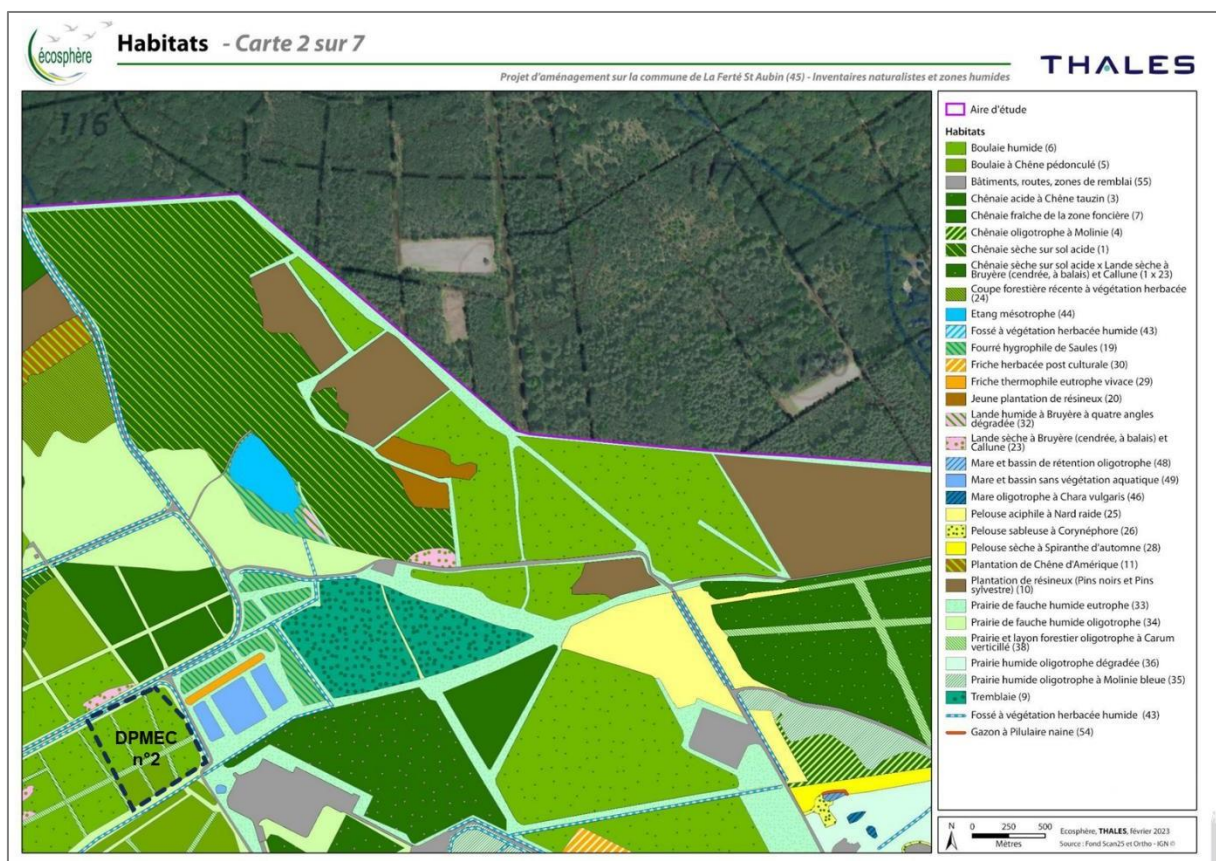 écosphère
Habitats - Carte 2 sur 7
THALES
Projet d'aménagement sur la commune de La Ferté St Aubin (45) - Inventaires naturalistes et zones humides
116
DPMEC
n°2
Aire d'étude
Habitats
Boulaie humide (6)
Boulaie à Chêne pédonculé (5)
Bâtiments, routes, zones de remblai (55)
Chênaie acide à Chêne tauzin (3)
Chênaie fraîche de la zone foncière (7)
Chênaie oligotrophe à Molinie (4)
Chênaie sèche sur sol acide (1)
Chênaie sèche sur sol acide x Lande sèche à
Bruyère (cendrée, à balais) et Callune (1 x 23)
Coupe forestière récente à végétation herbacée
(24)
Etang mésotrophe (44)
Fossé à végétation herbacée humide (43)
Fourré hygrophile de Saules (19)
Friche herbacée post culturale (30)
Friche thermophile eutrophe vivace (29)
Jeune plantation de résineux (20)
Lande humide à Bruyère à quatre angles
dégradée (32)
Lande sèche à Bruyère (cendrée, à balais) et
Callune (23)
Mare et bassin de rétention oligotrophe (48)
Mare et bassin sans végétation aquatique (49)
Mare oligotrophe à Chara vulgaris (46)
Pelouse aciphile à Nard raide (25)
Pelouse sableuse à Corynéphore (26)
Pelouse sèche à Spiranthe d'automne (28)
Plantation de Chêne d'Amérique (11)
Plantation de résineux (Pins noirs et Pins
sylvestre) (10)
Prairie de fauche humide eutrophe (33)
Prairie de fauche humide oligotrophe (34)
Prairie et layon forestier oligotrophe à Carum
verticillé (38)
Prairie humide oligotrophe dégradée (36)
Prairie humide oligotrophe à Molinie bleue (35)
Tremblaie (9)
Fossé à végétation herbacée humide (43)
Gazon à Pilulaire naine (54)
N
0 250 500
Mètres
Ecosphère, THALES, février 2023
Source : Fond Scan25 et Ortho - IGN ©